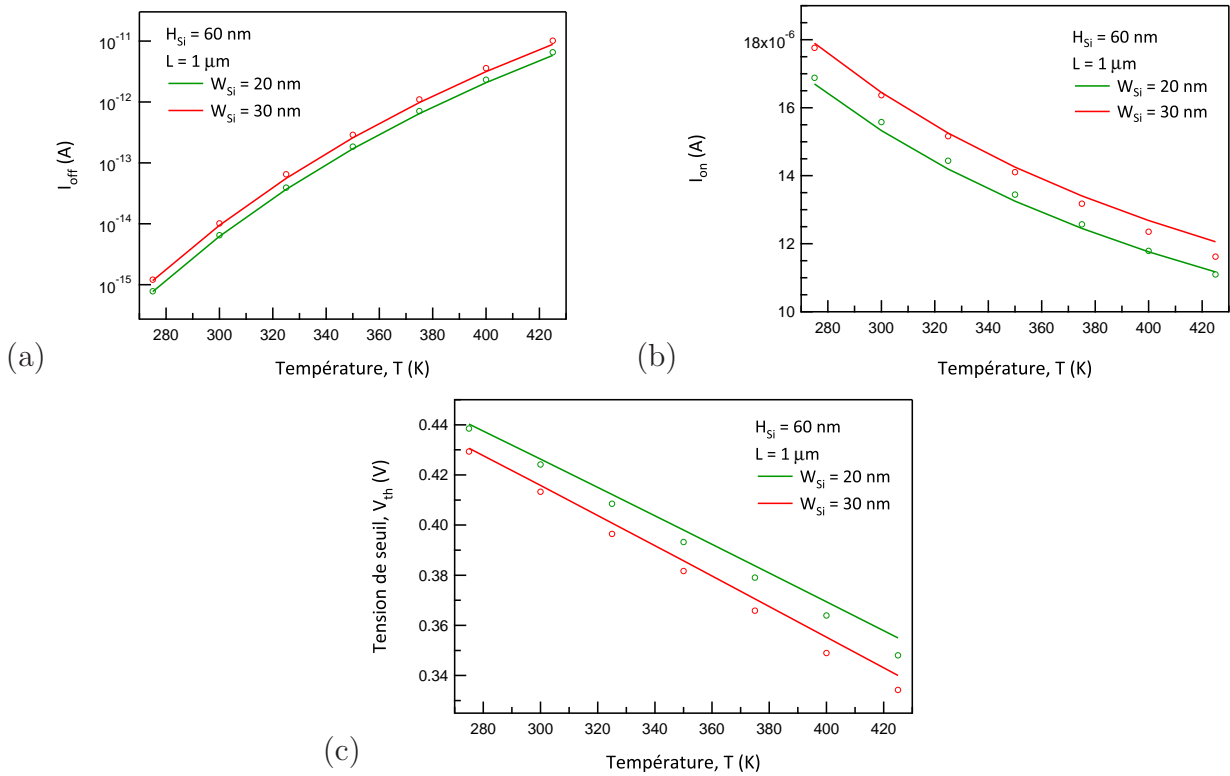 H_Si = 60 nm
L = 1 μm
W_Si = 20 nm
W_Si = 30 nm
I_off (A)
10^-11
10^-12
10^-13
10^-14
10^-15
280 300 320 340 360 380 400 420
Température, T (K)
(a)
H_Si = 60 nm
L = 1 μm
W_Si = 20 nm
W_Si = 30 nm
I_on (A)
18x10^-6
16
14
12
10
280 300 320 340 360 380 400 420
Température, T (K)
(b)
H_Si = 60 nm
L = 1 μm
W_Si = 20 nm
W_Si = 30 nm
Tension de seuil, V_th (V)
0.44
0.42
0.40
0.38
0.36
0.34
280 300 320 340 360 380 400 420
Température, T (K)
(c)